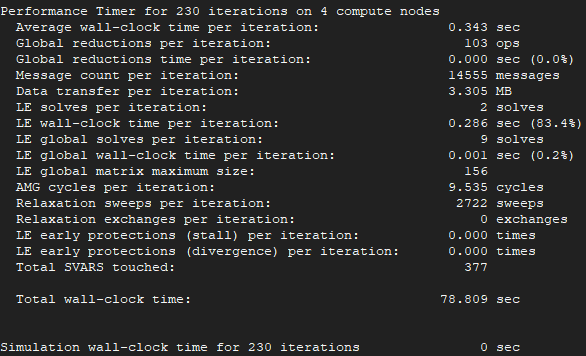 Performance Timer for 230 iterations on 4 compute nodes
Average wall-clock time per iteration: 0.343 sec
Global reductions per iteration: 103 ops
Global reductions time per iteration: 0.000 sec (0.0%)
Message count per iteration: 14555 messages
Data transfer per iteration: 3.305 MB
LE solves per iteration: 2 solves
LE wall-clock time per iteration: 0.286 sec (83.4%)
LE global solves per iteration: 9 solves
LE global wall-clock time per iteration: 0.001 sec (0.2%)
LE global matrix maximum size: 156
AMG cycles per iteration: 9.535 cycles
Relaxation sweeps per iteration: 2722 sweeps
Relaxation exchanges per iteration: 0 exchanges
LE early protections (stall) per iteration: 0.000 times
LE early protections (divergence) per iteration: 0.000 times
Total SVARS touched: 377
Total wall-clock time: 78.809 sec
Simulation wall-clock time for 230 iterations 0 sec